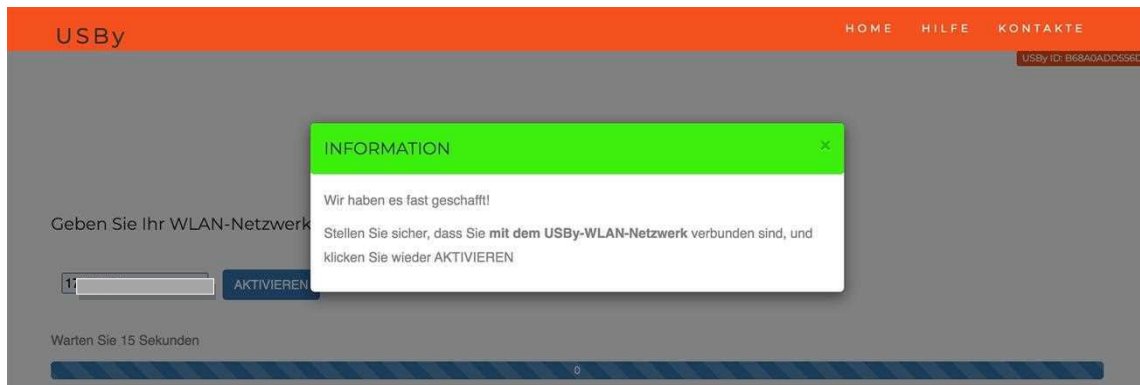 USBy
HOME HILFE KONTAKTE
USBy ID: B68A0ADD556D
INFORMATION
×
Wir haben es fast geschafft!
Stellen Sie sicher, dass Sie mit dem USBy-WLAN-Netzwerk verbunden sind, und
klicken Sie wieder AKTIVIEREN
Geben Sie Ihr WLAN-Netzwerk
AKTIVIEREN
Warten Sie 15 Sekunden
0